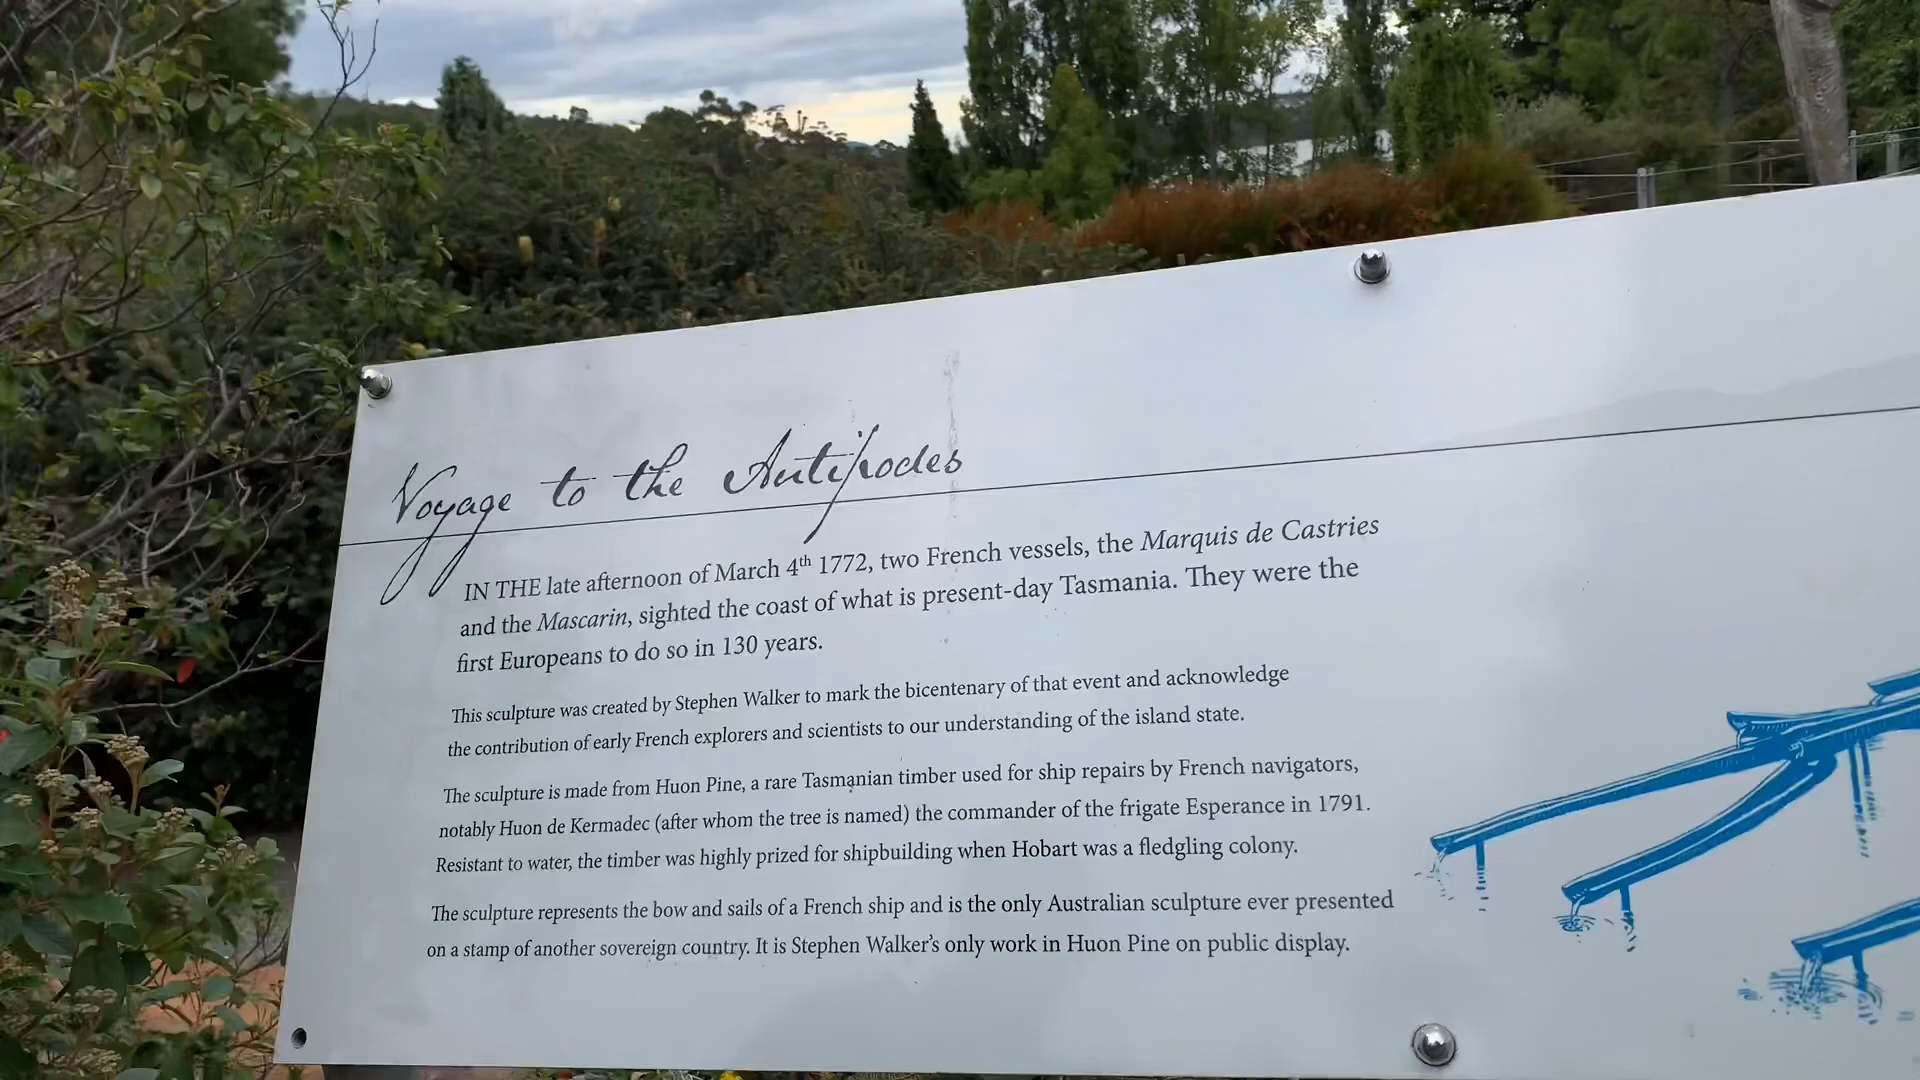 Voyage to the Antipodes
IN THE late afternoon of March 4th 1772, two French vessels, the Marquis de Castries
and the Mascarin, sighted the coast of what is present-day Tasmania. They were the
first Europeans to do so in 130 years.
This sculpture was created by Stephen Walker to mark the bicentenary of that event and acknowledge
the contribution of early French explorers and scientists to our understanding of the island state.
The sculpture is made from Huon Pine, a rare Tasmanian timber used for ship repairs by French navigators,
notably Huon de Kermadec (after whom the tree is named) the commander of the frigate Esperance in 1791.
Resistant to water, the timber was highly prized for shipbuilding when Hobart was a fledgling colony.
The sculpture represents the bow and sails of a French ship and is the only Australian sculpture ever presented
on a stamp of another sovereign country. It is Stephen Walker's only work in Huon Pine on public display.